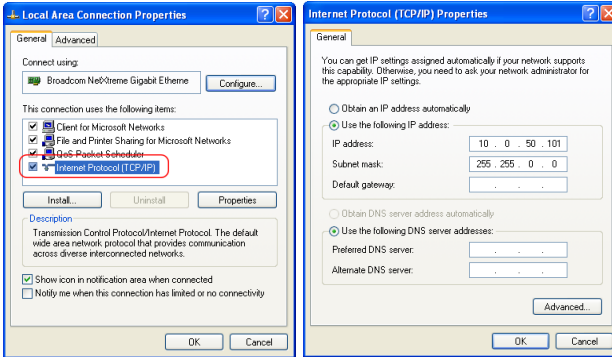 Local Area Connection Properties
General
Advanced
Connect using:
Broadcom NetXtreme Gigabit Etherne
Configure...
This connection uses the following items:
Client for Microsoft Networks
File and Printer Sharing for Microsoft Networks
QoS Packet Scheduler
Internet Protocol (TCP/IP)
Install...
Uninstall
Properties
Description
Transmission Control Protocol/Internet Protocol. The default
wide area network protocol that provides communication
across diverse interconnected networks.
Show icon in notification area when connected
Notify me when this connection has limited or no connectivity
OK
Cancel
Internet Protocol (TCP/IP) Properties
General
You can get IP settings assigned automatically if your network supports
this capability. Otherwise, you need to ask your network administrator for
the appropriate IP settings.
Obtain an IP address automatically
Use the following IP address:
IP address:
10 . 0 . 50 . 101
Subnet mask:
255 . 255 . 0 . 0
Default gateway:
. . .
Obtain DNS server address automatically
Use the following DNS server addresses:
Preferred DNS server:
. . .
Alternate DNS server:
. . .
Advanced...
OK
Cancel